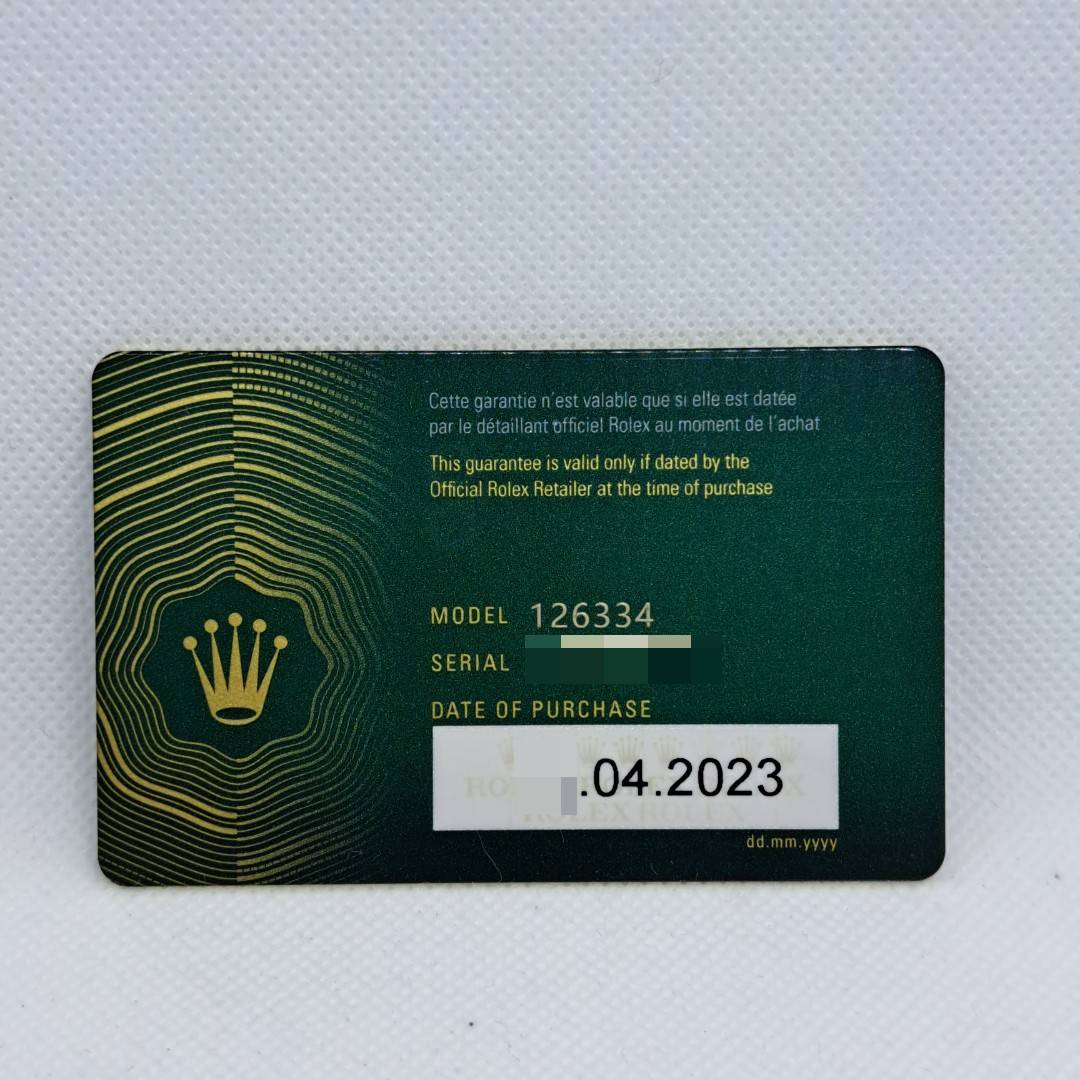 Cette garantie n'est valable que si elle est datée
par le détaillant officiel Rolex au moment de l'achat
This guarantee is valid only if dated by the
Official Rolex Retailer at the time of purchase
MODEL 126334
SERIAL
DATE OF PURCHASE
.04.2023
ROLEX ROLEX
dd.mm.yyyy